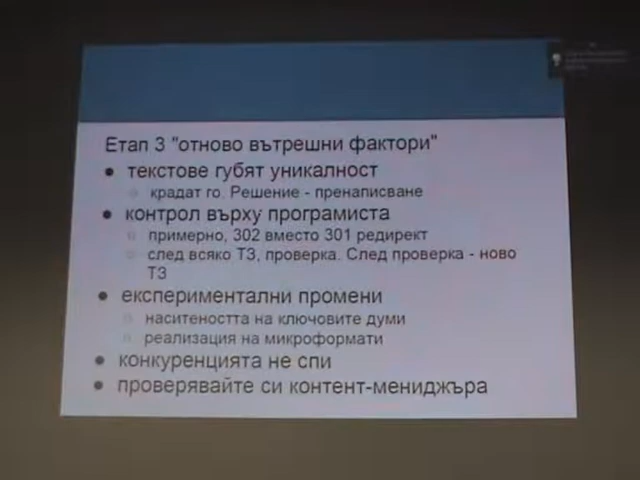 Етап 3 "отново вътрешни фактори"
текстове губят уникалност
крадат го. Решение - пренаписване
контрол върху програмиста
примерно, 302 вместо 301 редирект
след всяко ТЗ, проверка. След проверка - ново
ТЗ
експериментални промени
наситеността на ключовите думи
реализация на микроформати
конкуренцията не спи
проверявайте си контент-мениджъра